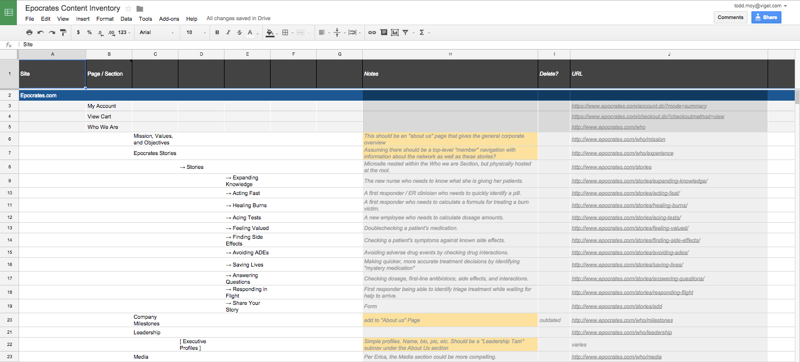 Epocrates Content Inventory
todd.moy@viget.com
File Edit View Insert Format Data Tools Add-ons Help All changes saved in Drive
Comments Share
$ % .0 .00 123 Arial 10 B I S A
fx Site
A B C D E F G H I J
1 Site Page / Section Notes Delete? URL
2 Epocrates.com
3 My Account https://www.epocrates.com/account.do?mode=summary
4 View Cart https://www.epocrates.com/checkout.do?checkoutmethod=view
5 Who We Are http://www.epocrates.com/who
6 Mission, Values, and Objectives This should be an "about us" page that gives the general corporate overview http://www.epocrates.com/who/mission
7 Epocrates Stories Assuming there should be a top-level "member" navigation with information about the network as well as these stories? http://www.epocrates.com/who/experience
8 → Stories Microsite nested within the Who we are Section, but physically hosted at the root. http://www.epocrates.com/stories
9 → Expanding Knowledge The new nurse who needs to know what she is giving her patients. http://www.epocrates.com/stories/expanding-knowledge/
10 → Acting Fast A first responder / ER clinician who needs to quickly identify a pill. http://www.epocrates.com/stories/acting-fast/
11 → Healing Burns A first responder who needs to calculate a formula for treating a burn victim. http://www.epocrates.com/stories/healing-burns/
12 → Acing Tests A new employee who needs to calculate dosage amounts. http://www.epocrates.com/stories/acing-tests/
13 → Feeling Valued Doublechecking a patient's medication. http://www.epocrates.com/stories/feeling-valued/
14 → Finding Side Effects Checking a patient's symptoms against known side effects. http://www.epocrates.com/stories/finding-side-effects/
15 → Avoiding ADEs Avoiding adverse drug events by checking drug interactions. http://www.epocrates.com/stories/avoiding-ades/
16 → Saving Lives Making quicker, more accurate treatment decisions by identifying "mystery medication" http://www.epocrates.com/stories/saving-lives/
17 → Answering Questions Checking dosage, first-line antibiotics, side effects, and interactions. http://www.epocrates.com/stories/answering-questions/
18 → Responding in Flight First responder being able to identify triage treatment while waiting for help to arrive. http://www.epocrates.com/stories/responding-flight
19 → Share Your Story Form http://www.epocrates.com/stories/add
20 Company Milestones add to "About us" Page outdated http://www.epocrates.com/who/milestones
21 Leadership http://www.epocrates.com/who/leadership
22 [ Executive Profiles ] Simple profiles. Name, bio, pic, etc. Should be a "Leadership Tam" subnav under the About Us section varies
23 Media Per Erica, the Media section could be more compelling. http://www.epocrates.com/who/media